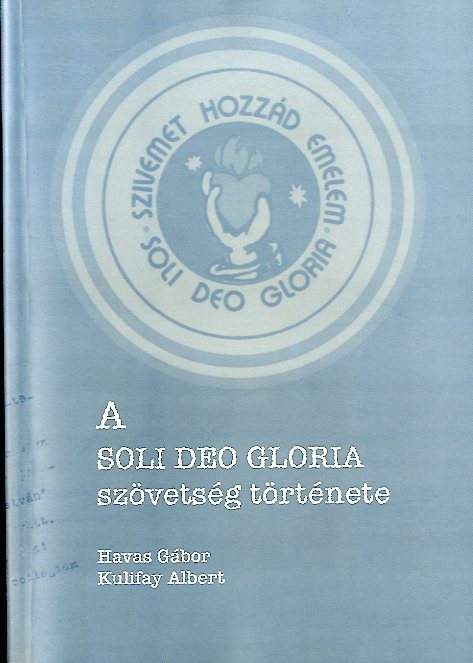 SZIVEMET HOZZÁD EMELEM
SOLI DEO GLORIA
A
SOLI DEO GLORIA
szövetség története
Havas Gábor
Kulifay Albert